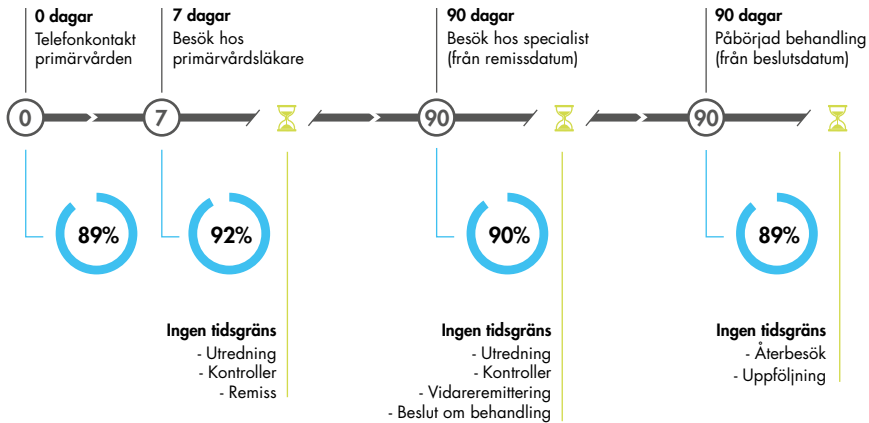 0 dagar
Telefonkontakt
primärvården
7 dagar
Besök hos
primärvårdsläkare
90 dagar
Besök hos specialist
(från remissdatum)
90 dagar
Påbörjad behandling
(från beslutsdatum)
0
7
90
90
89%
92%
90%
89%
Ingen tidsgräns
- Utredning
- Kontroller
- Remiss
Ingen tidsgräns
- Utredning
- Kontroller
- Vidareremittering
- Beslut om behandling
Ingen tidsgräns
- Återbesök
- Uppföljning